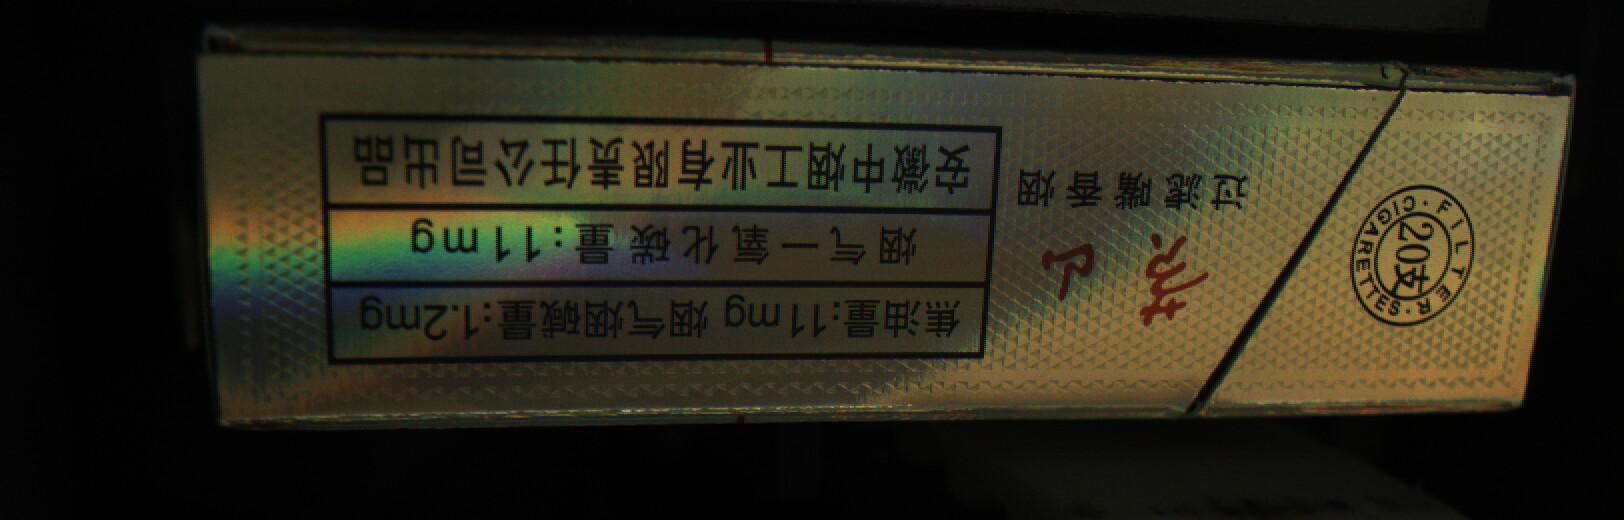 FILTER · CIGARETTES ·
20支
黄山
过滤嘴香烟
焦油量:11mg 烟气烟碱量:1.2mg
烟气一氧化碳量:11mg
安徽中烟工业有限责任公司出品